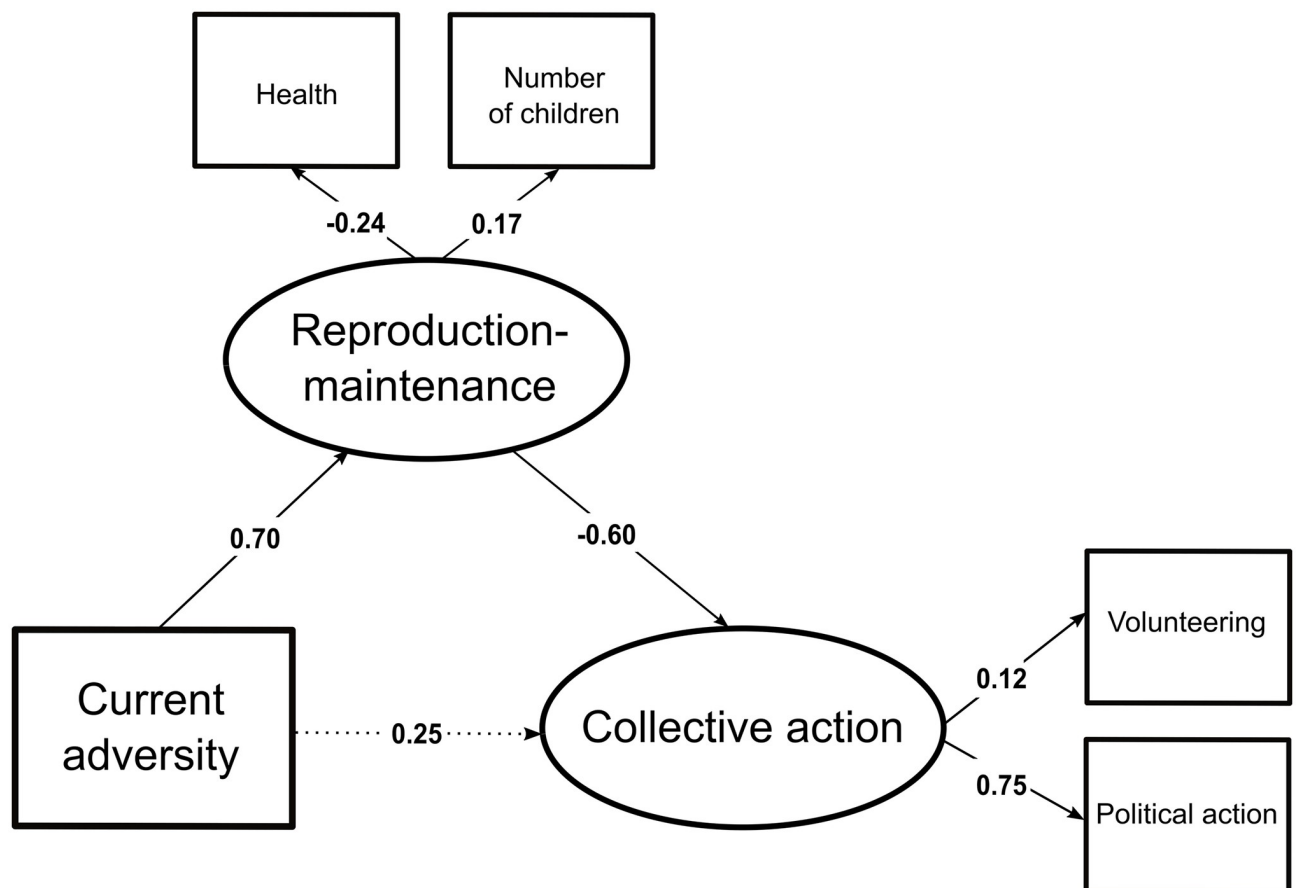 Health
Number
of children
-0.24
0.17
Reproduction-
maintenance
0.70
-0.60
Current
adversity
0.25
Collective action
0.12
Volunteering
0.75
Political action